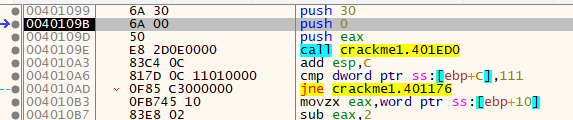 00401099 6A 30 push 30
0040109B 6A 00 push 0
0040109D 50 push eax
0040109E E8 2D0E0000 call crackme1.401ED0
004010A3 83C4 0C add esp,C
004010A6 817D 0C 11010000 cmp dword ptr ss:[ebp+C],111
004010AD 0F85 C3000000 jne crackme1.401176
004010B3 0FB745 10 movzx eax,word ptr ss:[ebp+10]
004010B7 83E8 02 sub eax,2